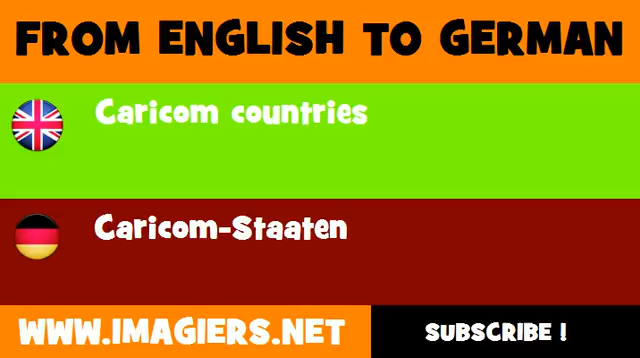 FROM ENGLISH TO GERMAN
Caricom countries
Caricom-Staaten
WWW.IMAGIERS.NET
SUBSCRIBE !